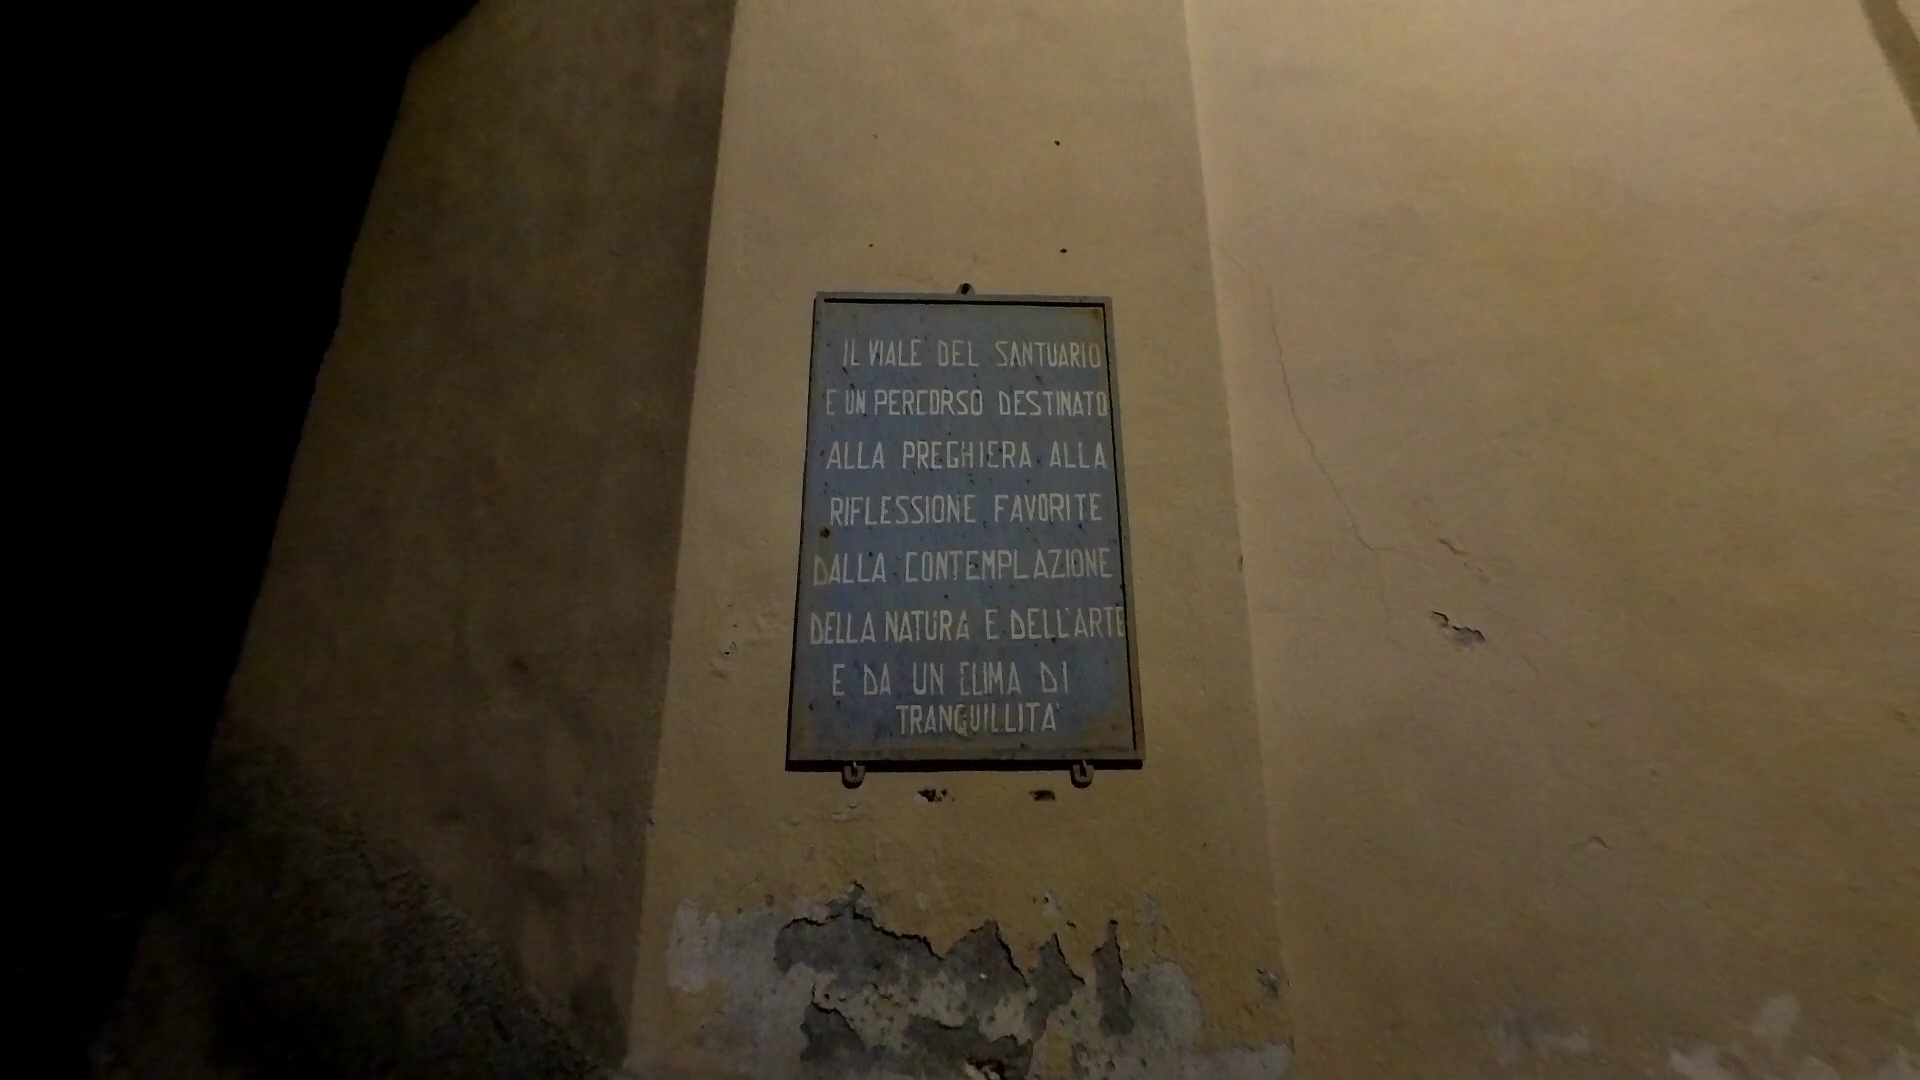 IL VIALE DEL SANTUARIO
E UN PERCORSO DESTINATO
ALLA PREGHIERA ALLA
RIFLESSIONE FAVORITE
DALLA CONTEMPLAZIONE
DELLA NATURA E DELL'ARTE
E DA UN CLIMA DI
TRANQUILLITA'